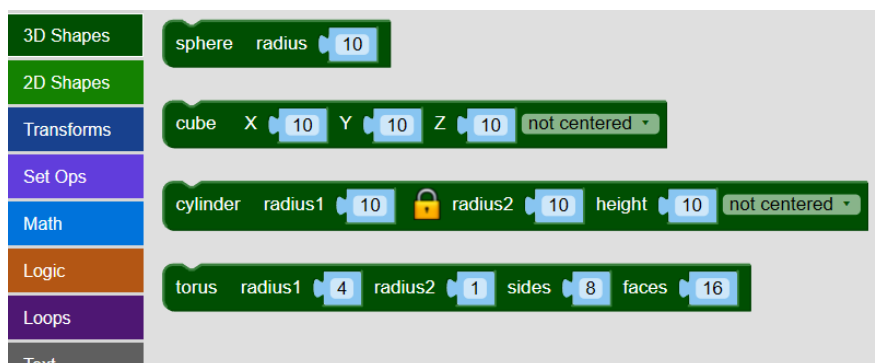 3D Shapes
2D Shapes
Transforms
Set Ops
Math
Logic
Loops
sphere radius 10
cube X 10 Y 10 Z 10 not centered
cylinder radius1 10 radius2 10 height 10 not centered
torus radius1 4 radius2 1 sides 8 faces 16